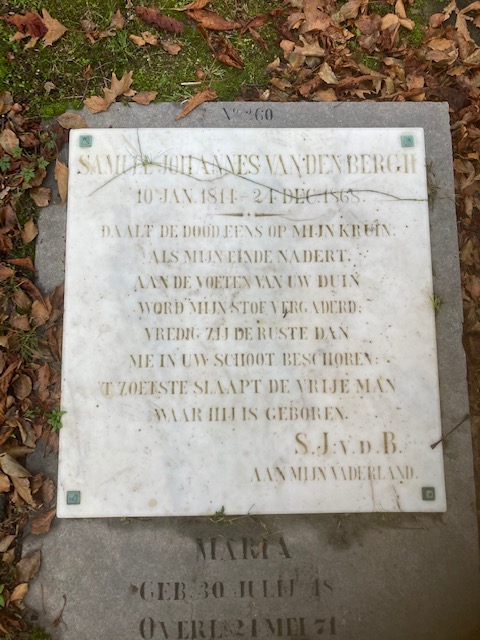 No 260
SAMUEL JOHANNES VAN DEN BERGH
10 JAN. 1814 - 24 DEC. 1868.
DAALT DE DOOD EENS OP MIJN KRUIN,
ALS MIJN EINDE NADERT,
AAN DE VOETEN VAN UW DUIN
WORD MIJN STOF VERGADERD;
VREDIG ZIJ DE RUSTE DAN
ME IN UW SCHOOT BESCHOREN:
'T ZOETSTE SLAAPT DE VRIJE MAN
WAAR HIJ IS GEBOREN.
S.J.v.d.B.
AAN MIJN VADERLAND.
MARIA
GEB. 30 JULIJ 18
OVERL. 21 MEI 71